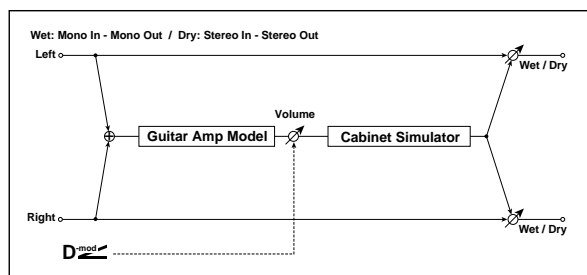 Wet: Mono In - Mono Out / Dry: Stereo In - Stereo Out
Left
Wet / Dry
Volume
Guitar Amp Model
Cabinet Simulator
Right
Wet / Dry
D-mod